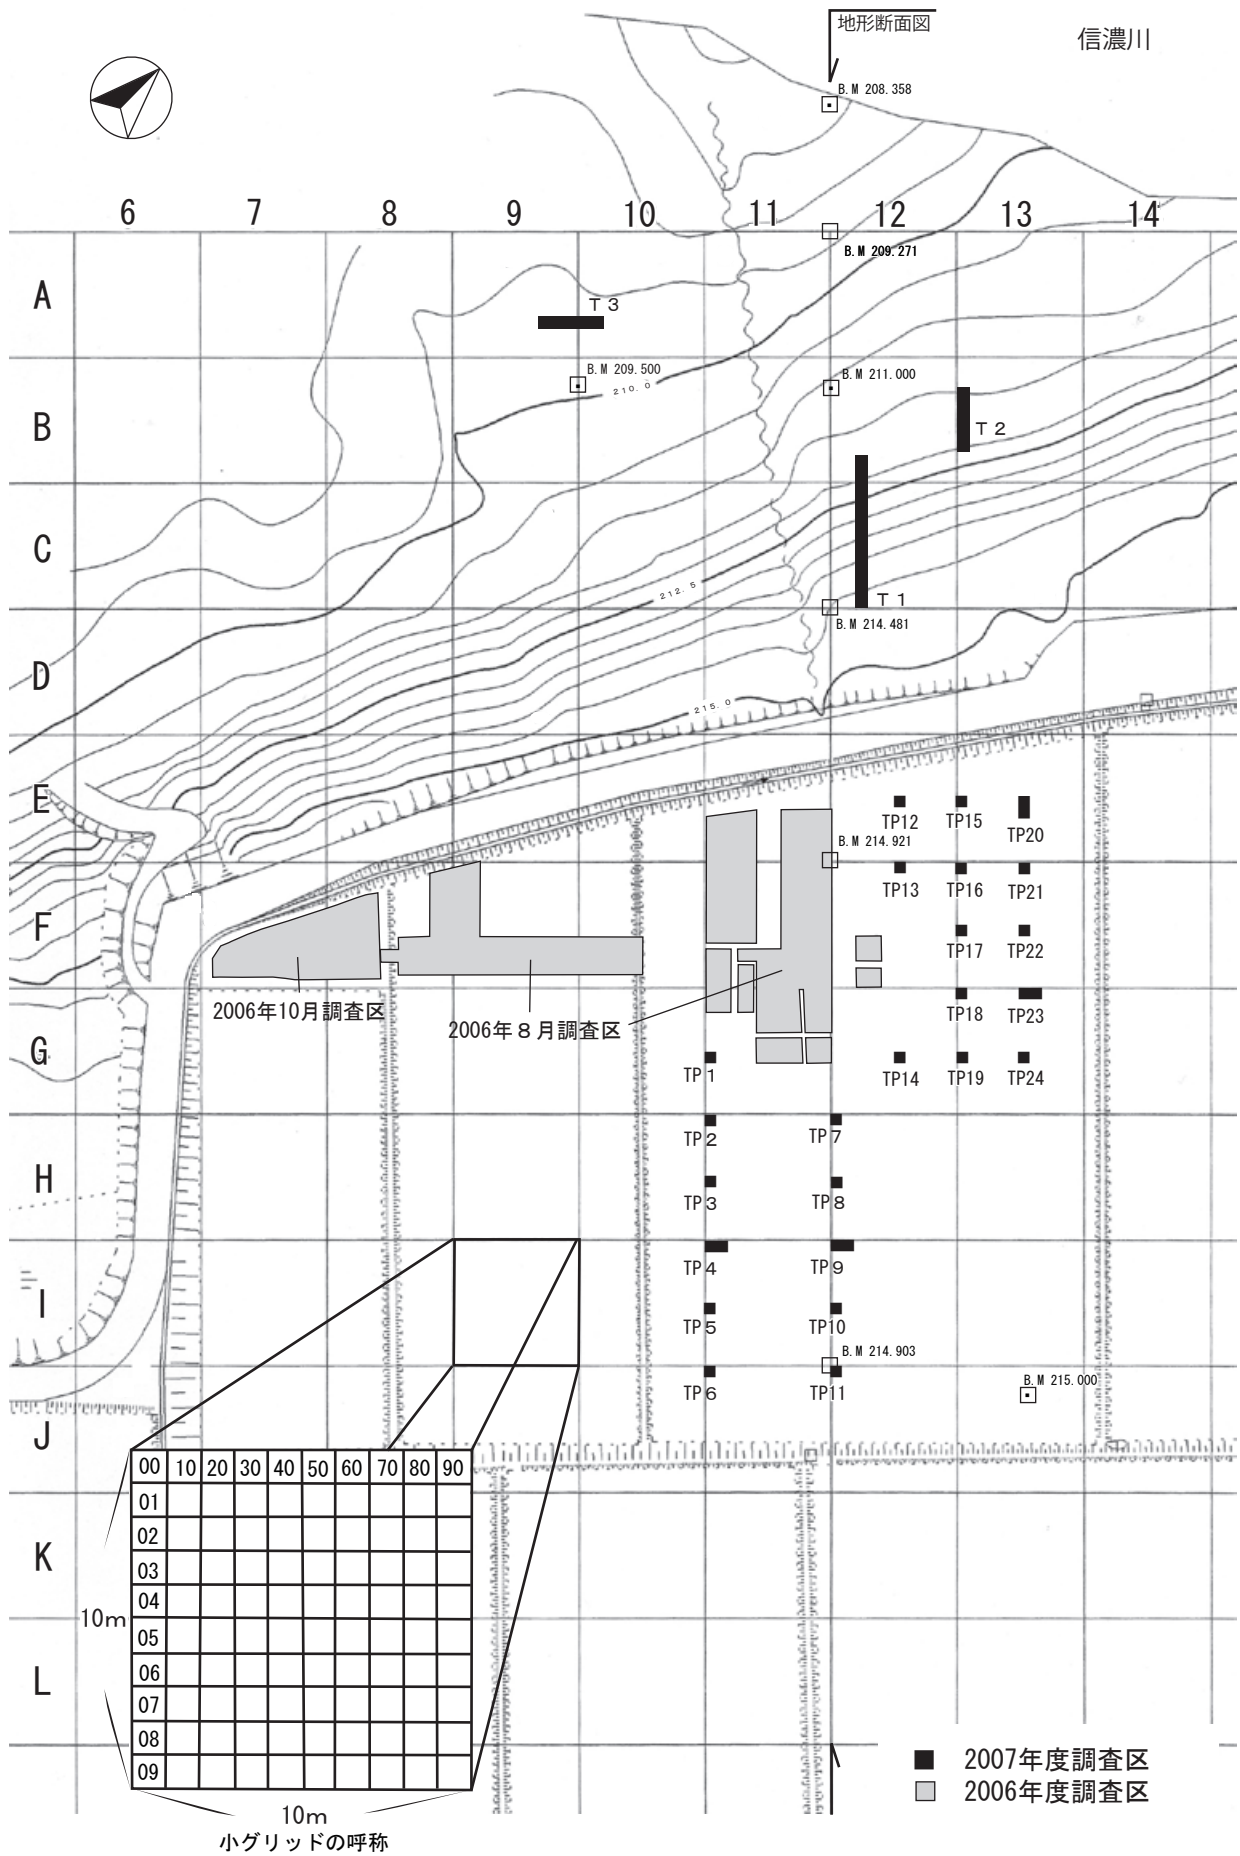 地形断面図
信濃川
B.M 208.358
6 7 8 9 10 11 12 13 14
B.M 209.271
A
T 3
B.M 209.500
B.M 211.000
210.0
B
T 2
C
212.5
T 1
B.M 214.481
D
215.0
E
TP12 TP15 TP20
B.M 214.921
TP13 TP16 TP21
F
TP17 TP22
2006年10月調査区
2006年8月調査区
TP18 TP23
G
TP1
TP14 TP19 TP24
TP2 TP7
H
TP3 TP8
TP4 TP9
I
TP5 TP10
B.M 214.903
TP6 TP11
B.M 215.000
J
00 10 20 30 40 50 60 70 80 90
01
02
K
03
04
10m
05
06
L
07
08
09
10m
小グリッドの呼称
2007年度調査区
2006年度調査区